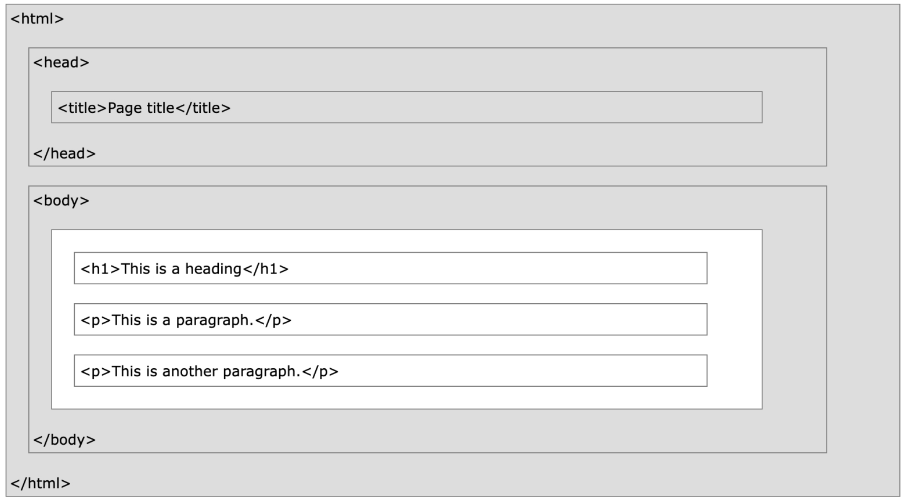 <html>
<head>
<title>Page title</title>
</head>
<body>
<h1>This is a heading</h1>
<p>This is a paragraph.</p>
<p>This is another paragraph.</p>
</body>
</html>